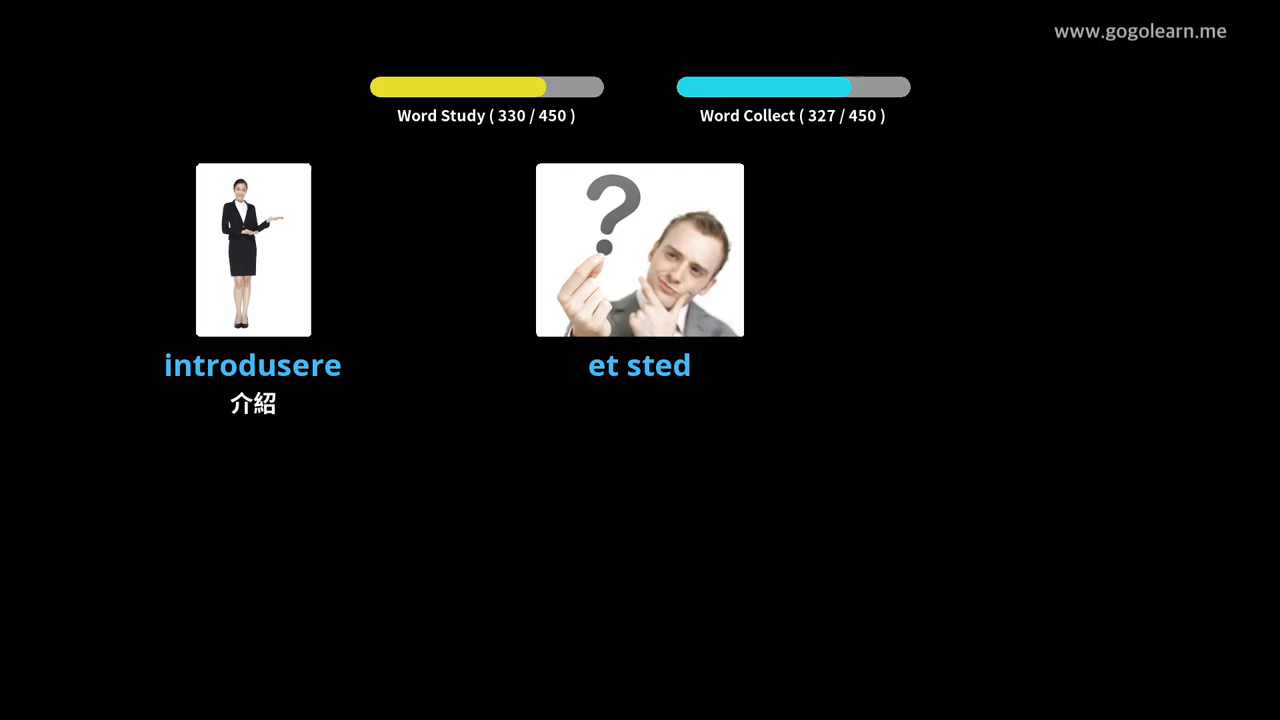 www.gogolearn.me
Word Study ( 330 / 450 )
Word Collect ( 327 / 450 )
introdusere
介紹
et sted